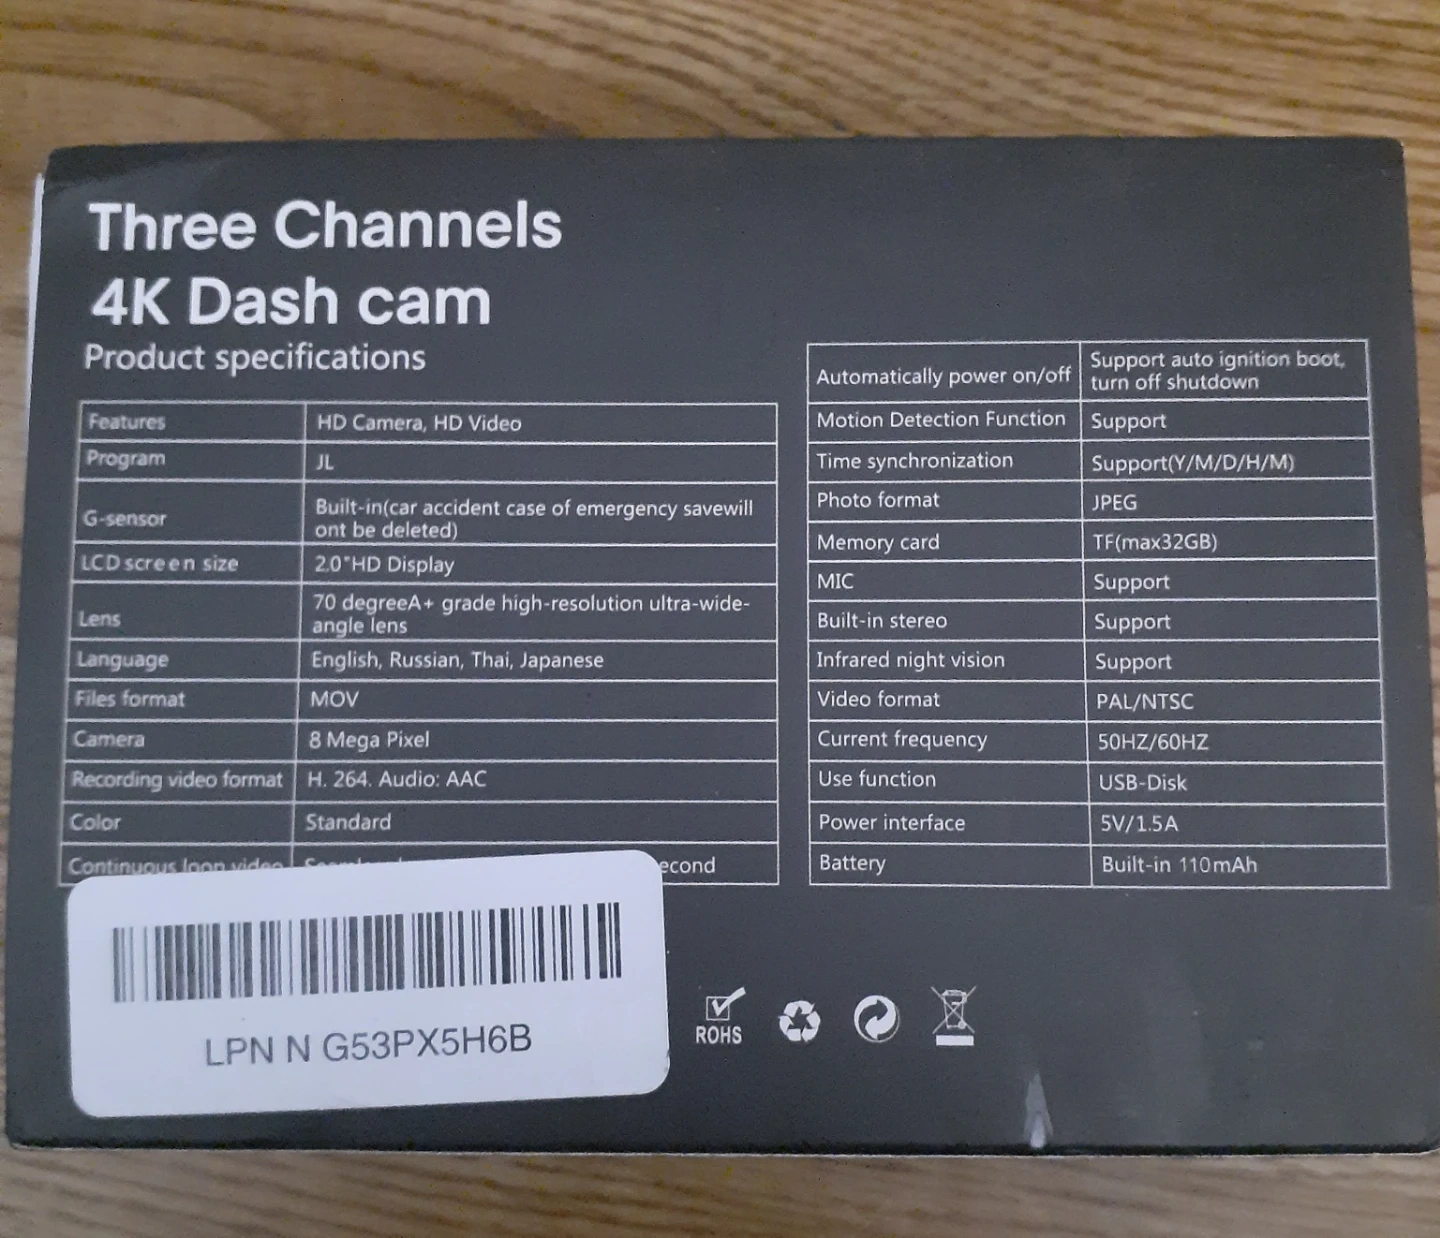 Three Channels
4K Dash cam
Product specifications
Features HD Camera, HD Video
Program JL
G-sensor Built-in(car accident case of emergency savewill
ont be deleted)
LCD screen size 2.0"HD Display
Lens 70 degreeA+ grade high-resolution ultra-wide-
angle lens
Language English, Russian, Thai, Japanese
Files format MOV
Camera 8 Mega Pixel
Recording video format H. 264. Audio: AAC
Color Standard
Continuous loop video econd
Automatically power on/off Support auto ignition boot,
turn off shutdown
Motion Detection Function Support
Time synchronization Support(Y/M/D/H/M)
Photo format JPEG
Memory card TF(max32GB)
MIC Support
Built-in stereo Support
Infrared night vision Support
Video format PAL/NTSC
Current frequency 50HZ/60HZ
Use function USB-Disk
Power interface 5V/1.5A
Battery Built-in 110mAh
LPN N G53PX5H6B
ROHS